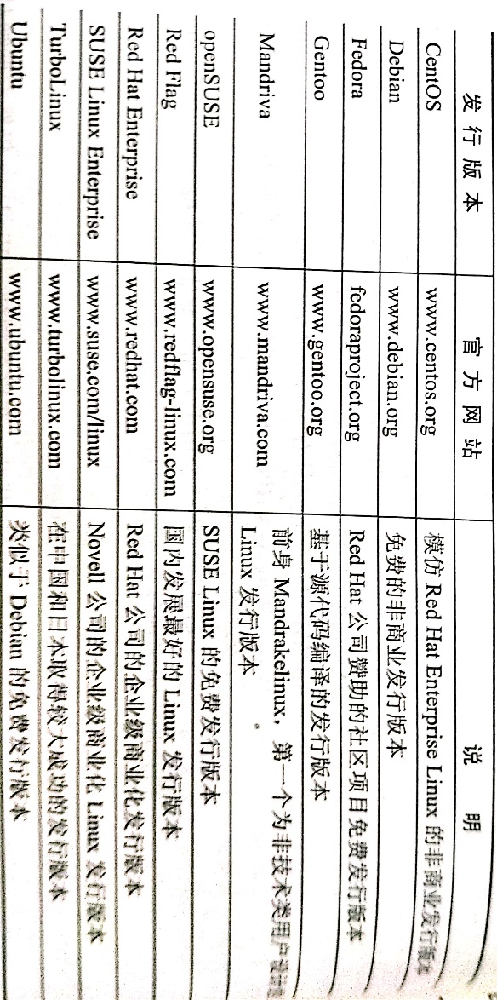 发行版本 官方网站 说明
CentOS www.centos.org 模仿 Red Hat Enterprise Linux 的非商业发行版本
Debian www.debian.org 免费的非商业发行版本
Fedora fedoraproject.org Red Hat 公司赞助的社区项目免费发行版本
Gentoo www.gentoo.org 基于源代码编译的发行版本
Mandriva www.mandriva.com 前身 Mandrakelinux，第一个为非技术类用户设计
Linux 发行版本
openSUSE www.opensuse.org SUSE Linux 的免费发行版本
Red Flag www.redflag-linux.com 国内发展最好的 Linux 发行版本
Red Hat Enterprise www.redhat.com Red Hat 公司的企业级商业化发行版本
SUSE Linux Enterprise www.suse.com/linux Novell 公司的企业级商业化 Linux 发行版本
TurboLinux www.turbolinux.com 在中国和日本取得较大成功的发行版本
Ubuntu www.ubuntu.com 类似于 Debian 的免费发行版本